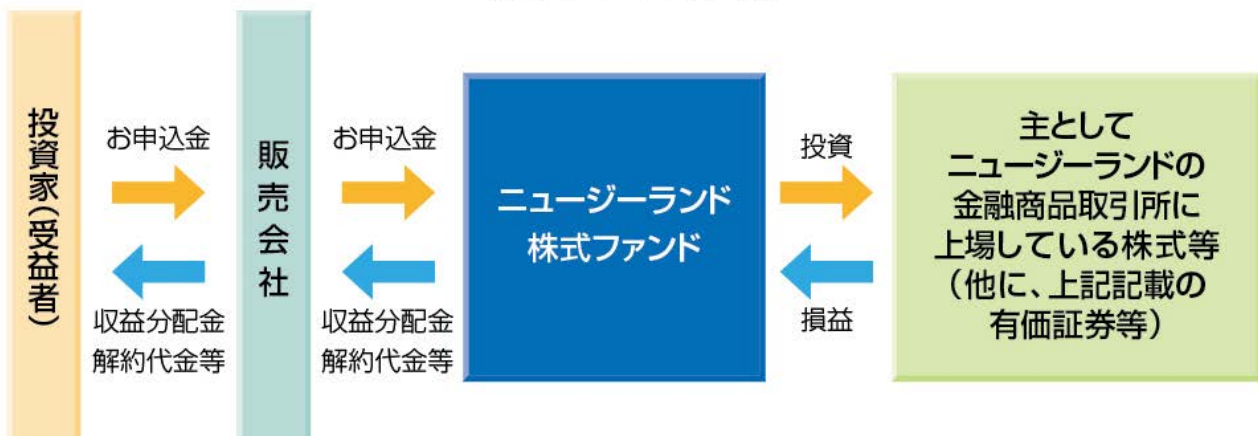 投資家（受益者）
お申込金
収益分配金
解約代金等
販売会社
お申込金
収益分配金
解約代金等
ニュージーランド
株式ファンド
投資
損益
主として
ニュージーランドの
金融商品取引所に
上場している株式等
（他に、上記記載の
有価証券等）